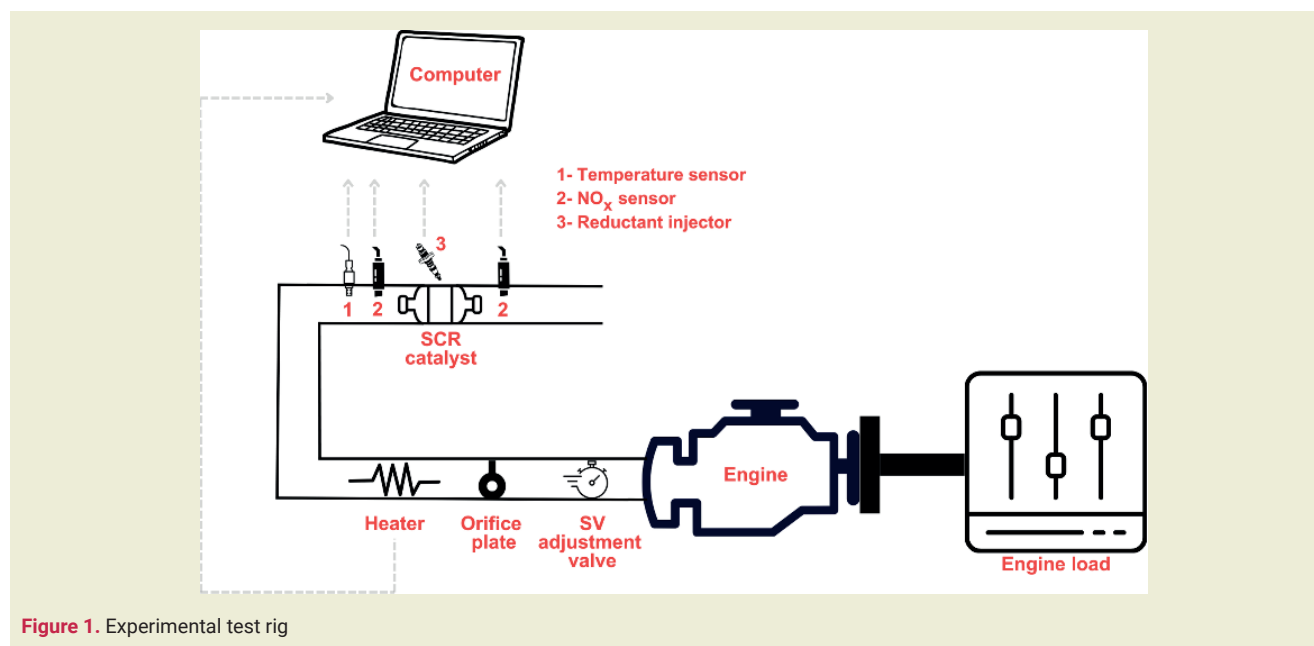 Computer
1- Temperature sensor
2- NOx sensor
3- Reductant injector
3
1
2
2
SCR
catalyst
Engine
Heater
Orifice
plate
SV
adjustment
valve
Engine load
Figure 1. Experimental test rig